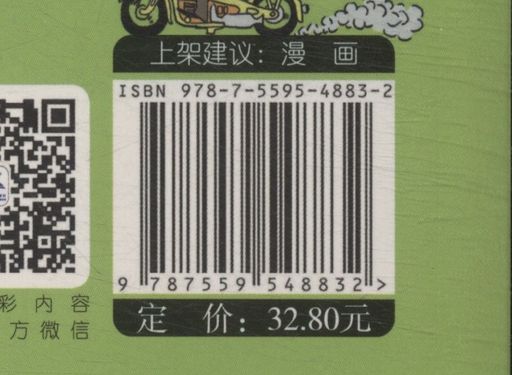 上架建议：漫 画
ISBN 978-7-5595-4883-2
9 787559 548832 >
定 价：32.80元
彩内容
方微信